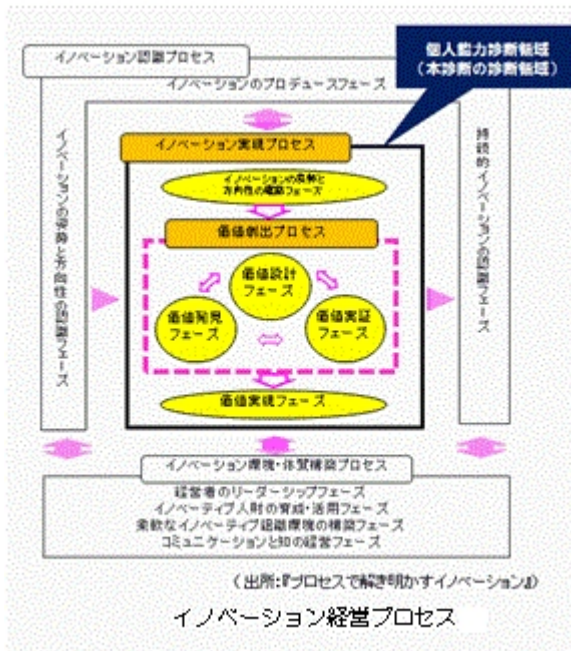 個人能力診断領域
（本診断の診断領域）
イノベーション認識プロセス
イノベーションのプロデュースフェーズ
イノベーション実現プロセス
イノベーションの姿勢と
方向性の構築フェーズ
価値創出プロセス
価値設計
フェーズ
価値発見
フェーズ
価値実証
フェーズ
価値実現フェーズ
イノベーションの姿勢と方向性の認識フェーズ
持続的イノベーションの認識フェーズ
イノベーション環境・体質構築プロセス
経営者のリーダーシップフェーズ
イノベーティブ人財の育成・活用フェーズ
柔軟なイノベーティブ組織環境の構築フェーズ
コミュニケーションと知の経営フェーズ
（出所：『プロセスで解き明かすイノベーション』）
イノベーション経営プロセス